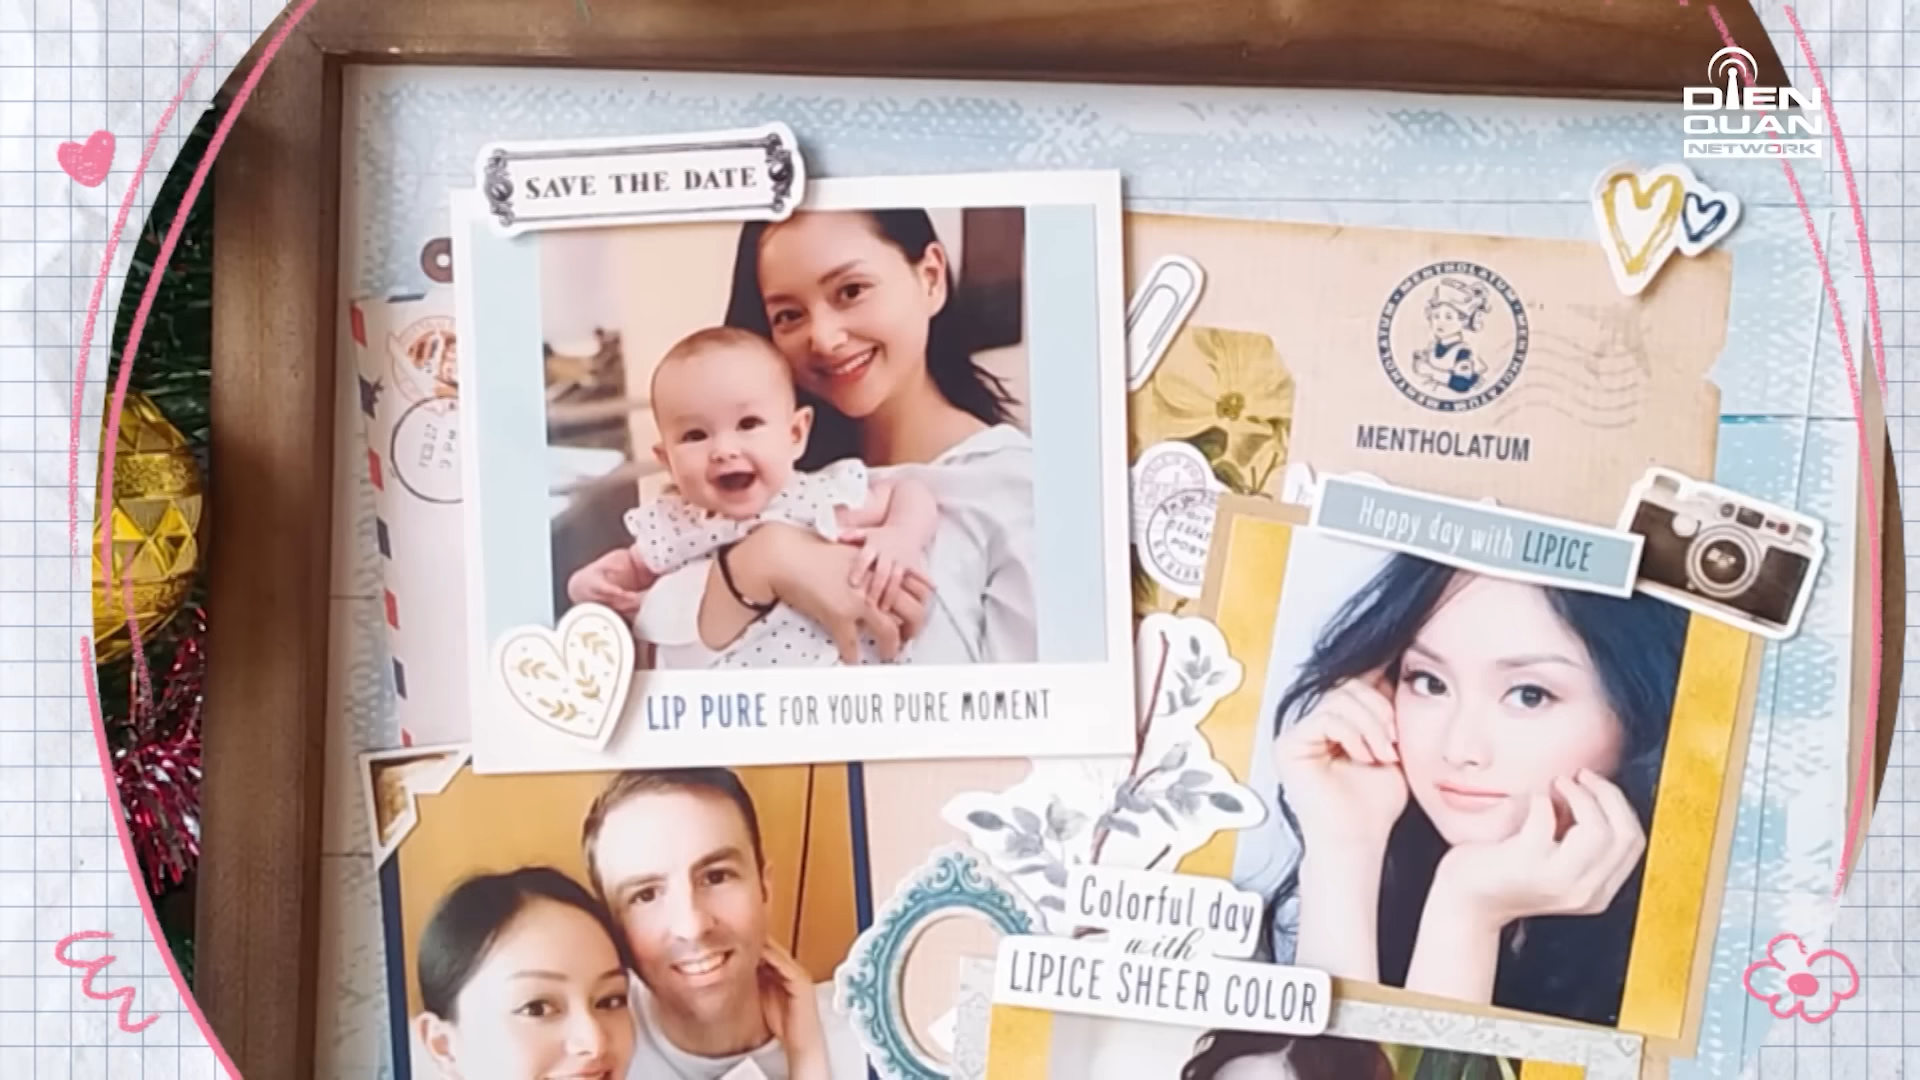 DIEN
QUAN
NETWORK
SAVE THE DATE
MENTHOLATUM
MENTHOLATUM
Happy day with LIPICE
LIP PURE FOR YOUR PURE MOMENT
Colorful day
with
LIPICE SHEER COLOR